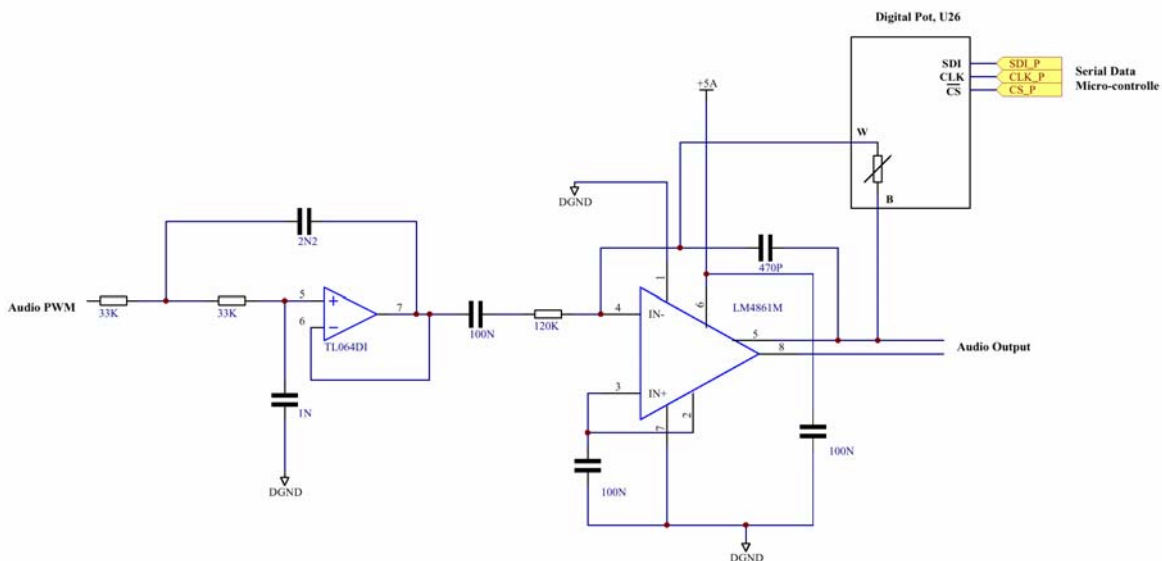 Digital Pot, U26
SDI
SDI_P
CLK
CLK_P
CS
CS_P
Serial Data
Micro-controlle
+5A
W
B
DGND
2N2
470P
1
6
LM4861M
Audio PWM
33K
33K
5
6
7
TL064DI
100N
120K
4
IN-
5
8
Audio Output
3
IN+
2
7
1N
DGND
100N
100N
DGND